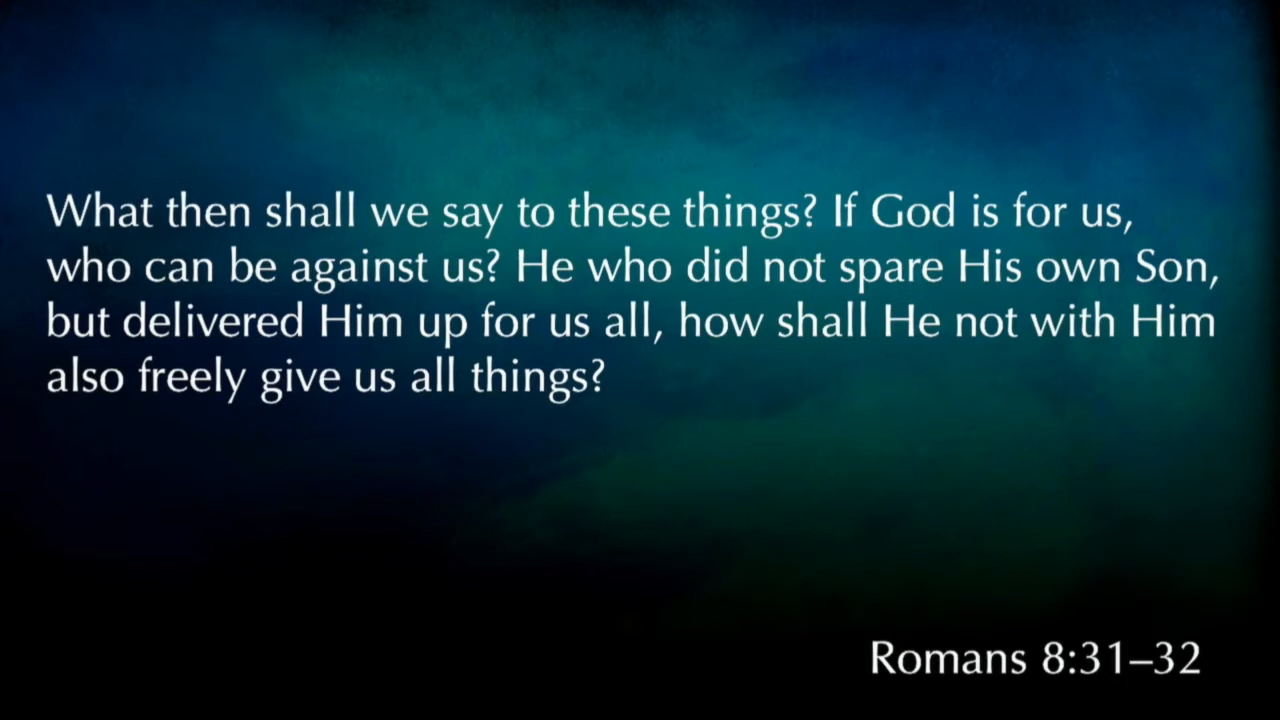 What then shall we say to these things? If God is for us,
who can be against us? He who did not spare His own Son,
but delivered Him up for us all, how shall He not with Him
also freely give us all things?
Romans 8:31–32